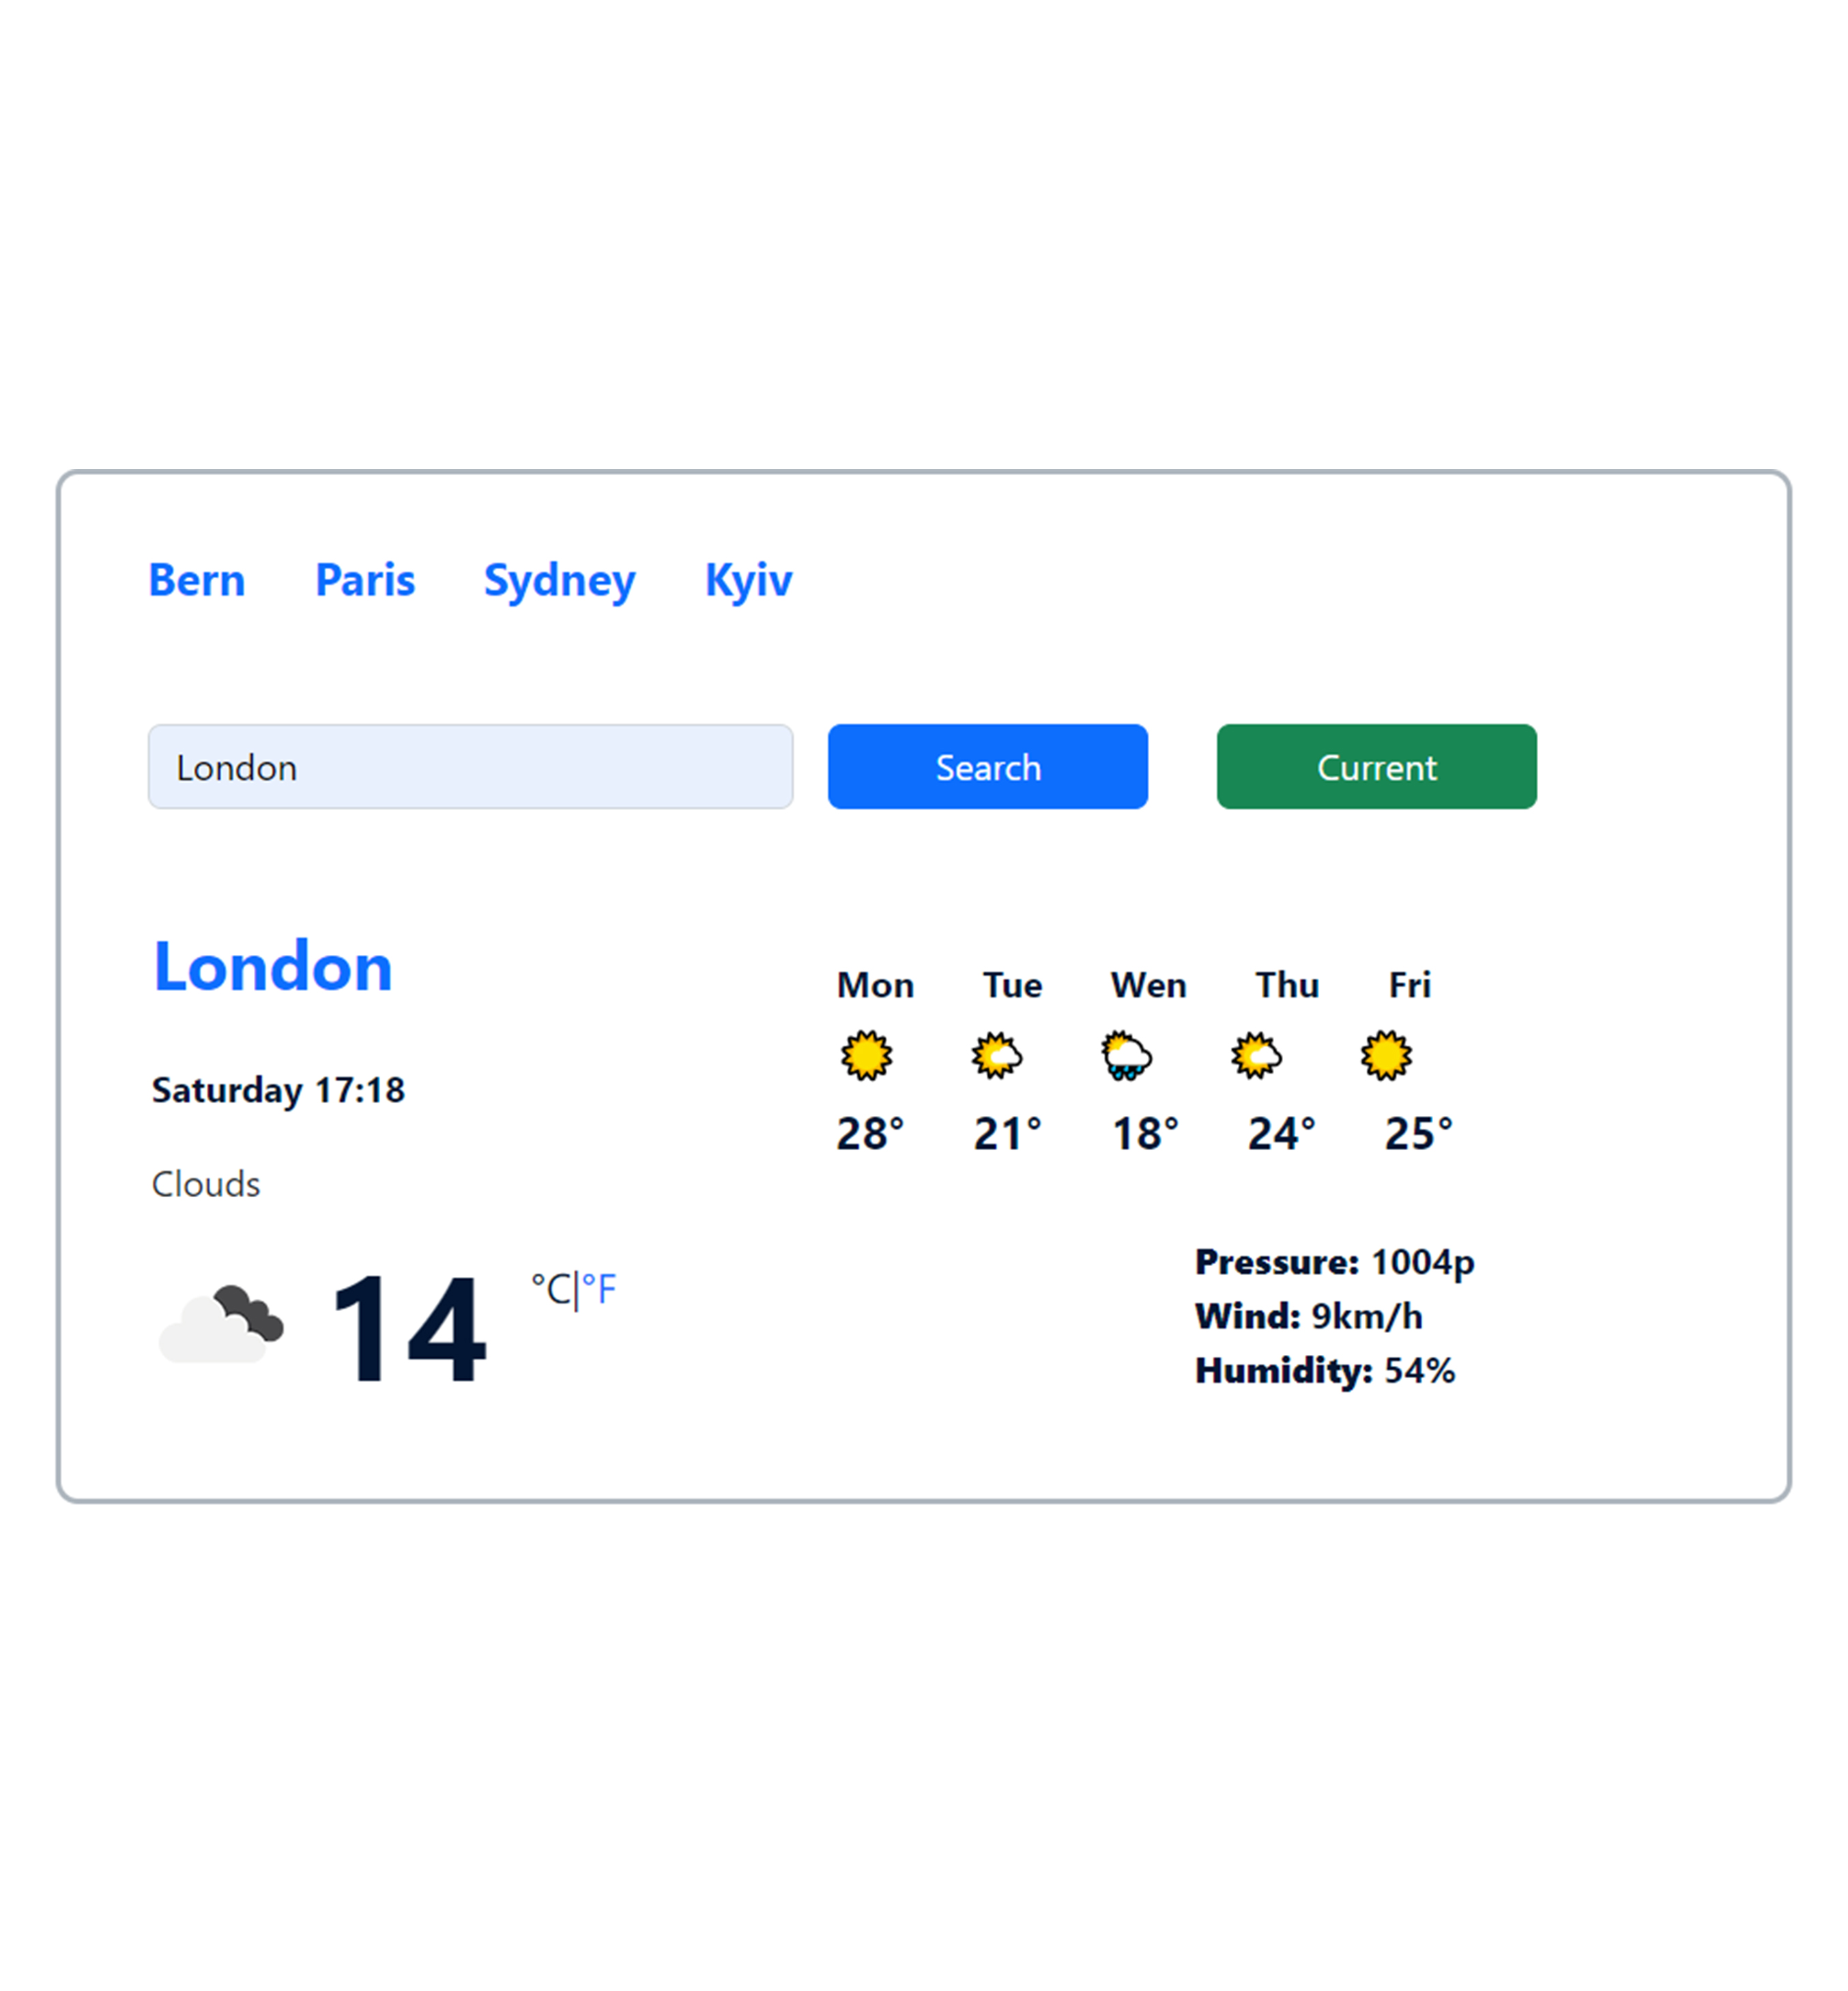 Bern Paris Sydney Kyiv
London Search Current
London
Saturday 17:18
Clouds
14 °C|°F
Mon Tue Wen Thu Fri
28° 21° 18° 24° 25°
Pressure: 1004p
Wind: 9km/h
Humidity: 54%